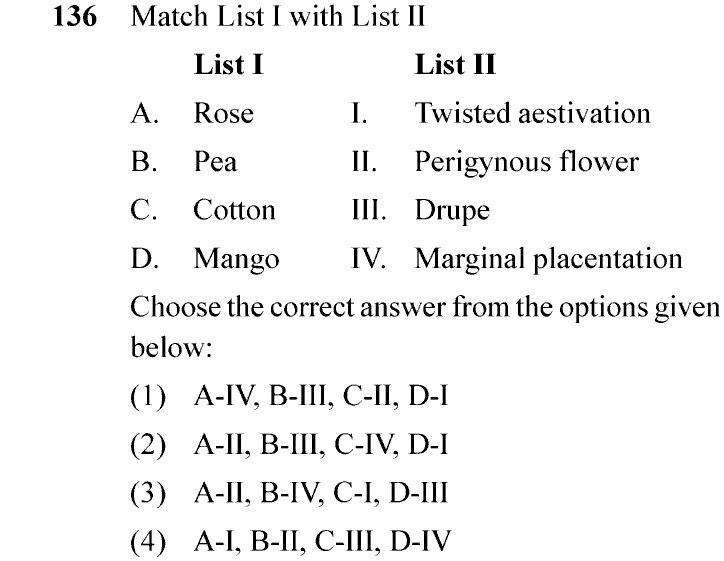 136 Match List I with List II
List I List II
A. Rose I. Twisted aestivation
B. Pea II. Perigynous flower
C. Cotton III. Drupe
D. Mango IV. Marginal placentation
Choose the correct answer from the options given
below:
(1) A-IV, B-III, C-II, D-I
(2) A-II, B-III, C-IV, D-I
(3) A-II, B-IV, C-I, D-III
(4) A-I, B-II, C-III, D-IV